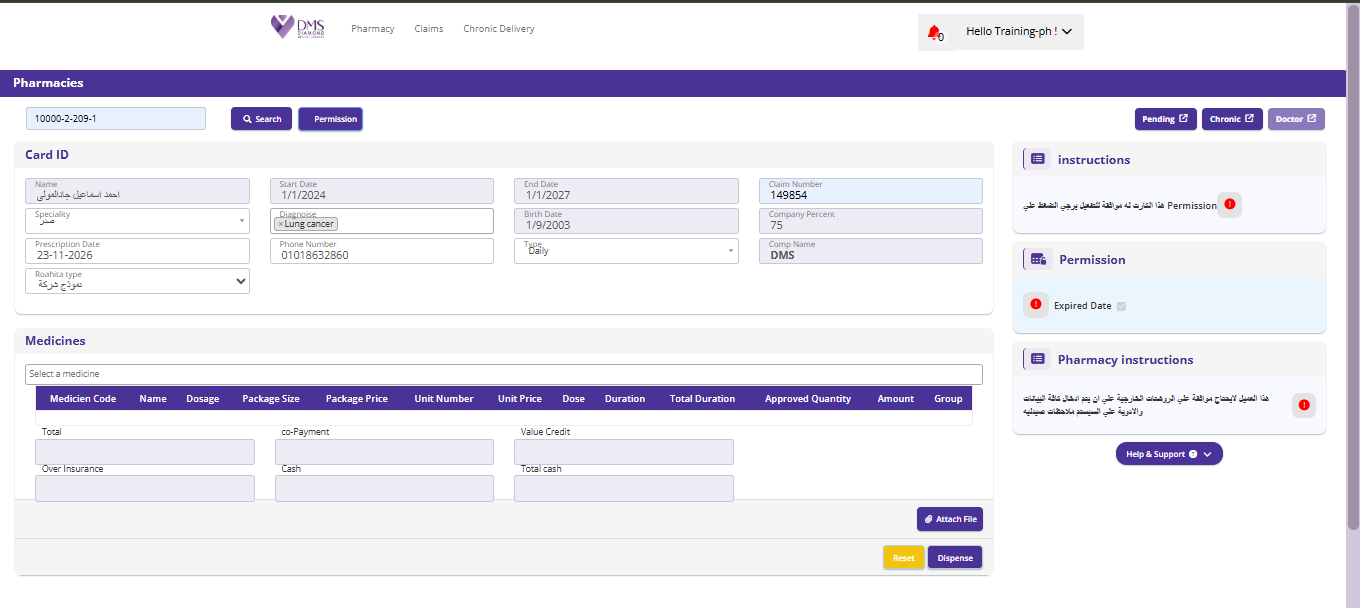 DMS
DIAMOND
Pharmacy Claims Chronic Delivery
0 Hello Training-ph !
Pharmacies
10000-2-209-1 Search Permission Pending Chronic Doctor
Card ID
Name
احمد اسماعيل جادالمولى
Start Date
1/1/2024
End Date
1/1/2027
Claim Number
149854
Speciality
صدر
Diagnoise
×Lung cancer
Birth Date
1/9/2003
Company Percent
75
Prescription Date
23-11-2026
Phone Number
01018632860
Type
Daily
Comp Name
DMS
Roahita type
نموذج شركة
Medicines
Select a medicine
Medicien Code Name Dosage Package Size Package Price Unit Number Unit Price Dose Duration Total Duration Approved Quantity Amount Group
Total co-Payment Value Credit
Over Insurance Cash Total cash
Attach File
Reset Dispense
instructions
هذا الكارت له موافقة للتفعيل يرجي الضغط علي Permission
Permission
Expired Date
Pharmacy instructions
هذا العميل لايحتاج موافقة علي الروشتات الخارجية علي ان يتم ادخال كافة البيانات
والادوية علي السيستم ملاحظات صيدليه
Help & Support ?